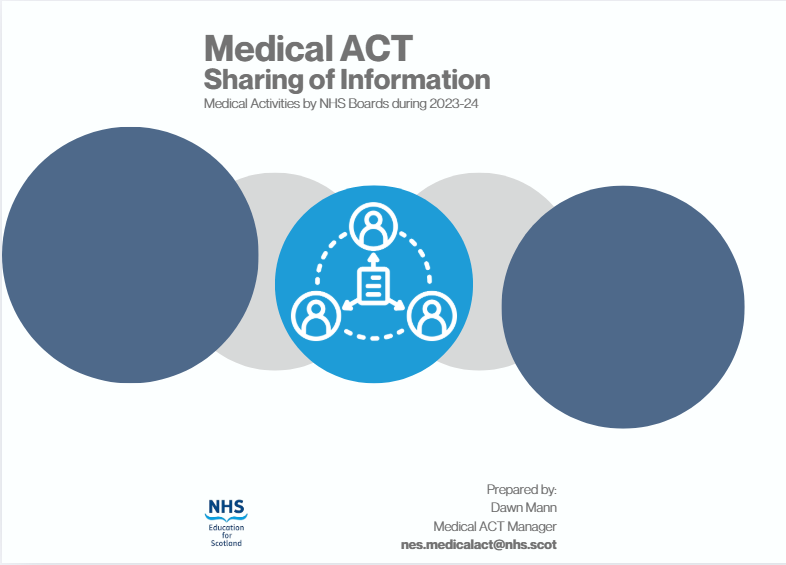 Medical ACT
Sharing of Information
Medical Activities by NHS Boards during 2023-24
NHS
Education
for
Scotland
Prepared by:
Dawn Mann
Medical ACT Manager
nes.medicalact@nhs.scot